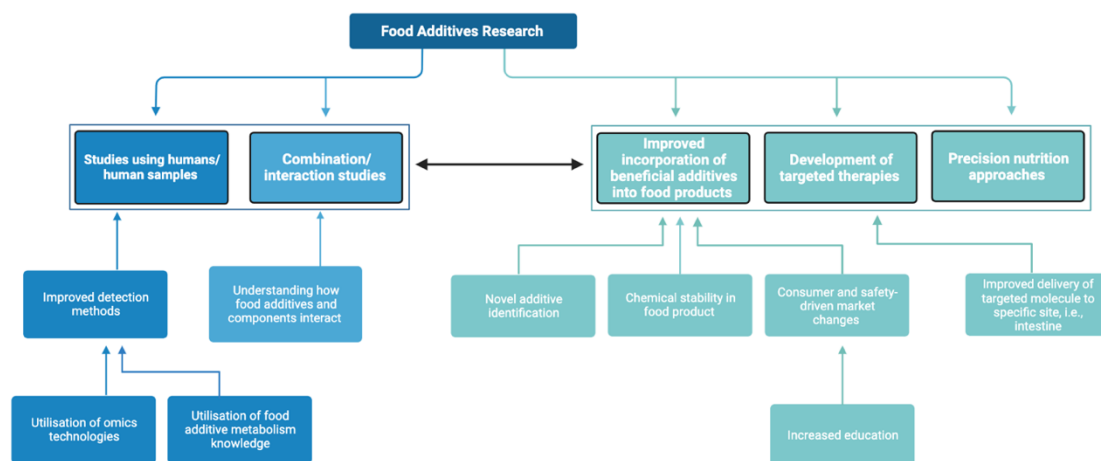 Food Additives Research
Studies using humans/
human samples
Combination/
interaction studies
Improved
incorporation of
beneficial additives
into food products
Development of
targeted therapies
Precision nutrition
approaches
Improved detection
methods
Understanding how
food additives and
components interact
Novel additive
identification
Chemical stability in
food product
Consumer and safety-
driven market
changes
Improved delivery of
targeted molecule to
specific site, i.e.,
intestine
Utilisation of omics
technologies
Utilisation of food
additive metabolism
knowledge
Increased education